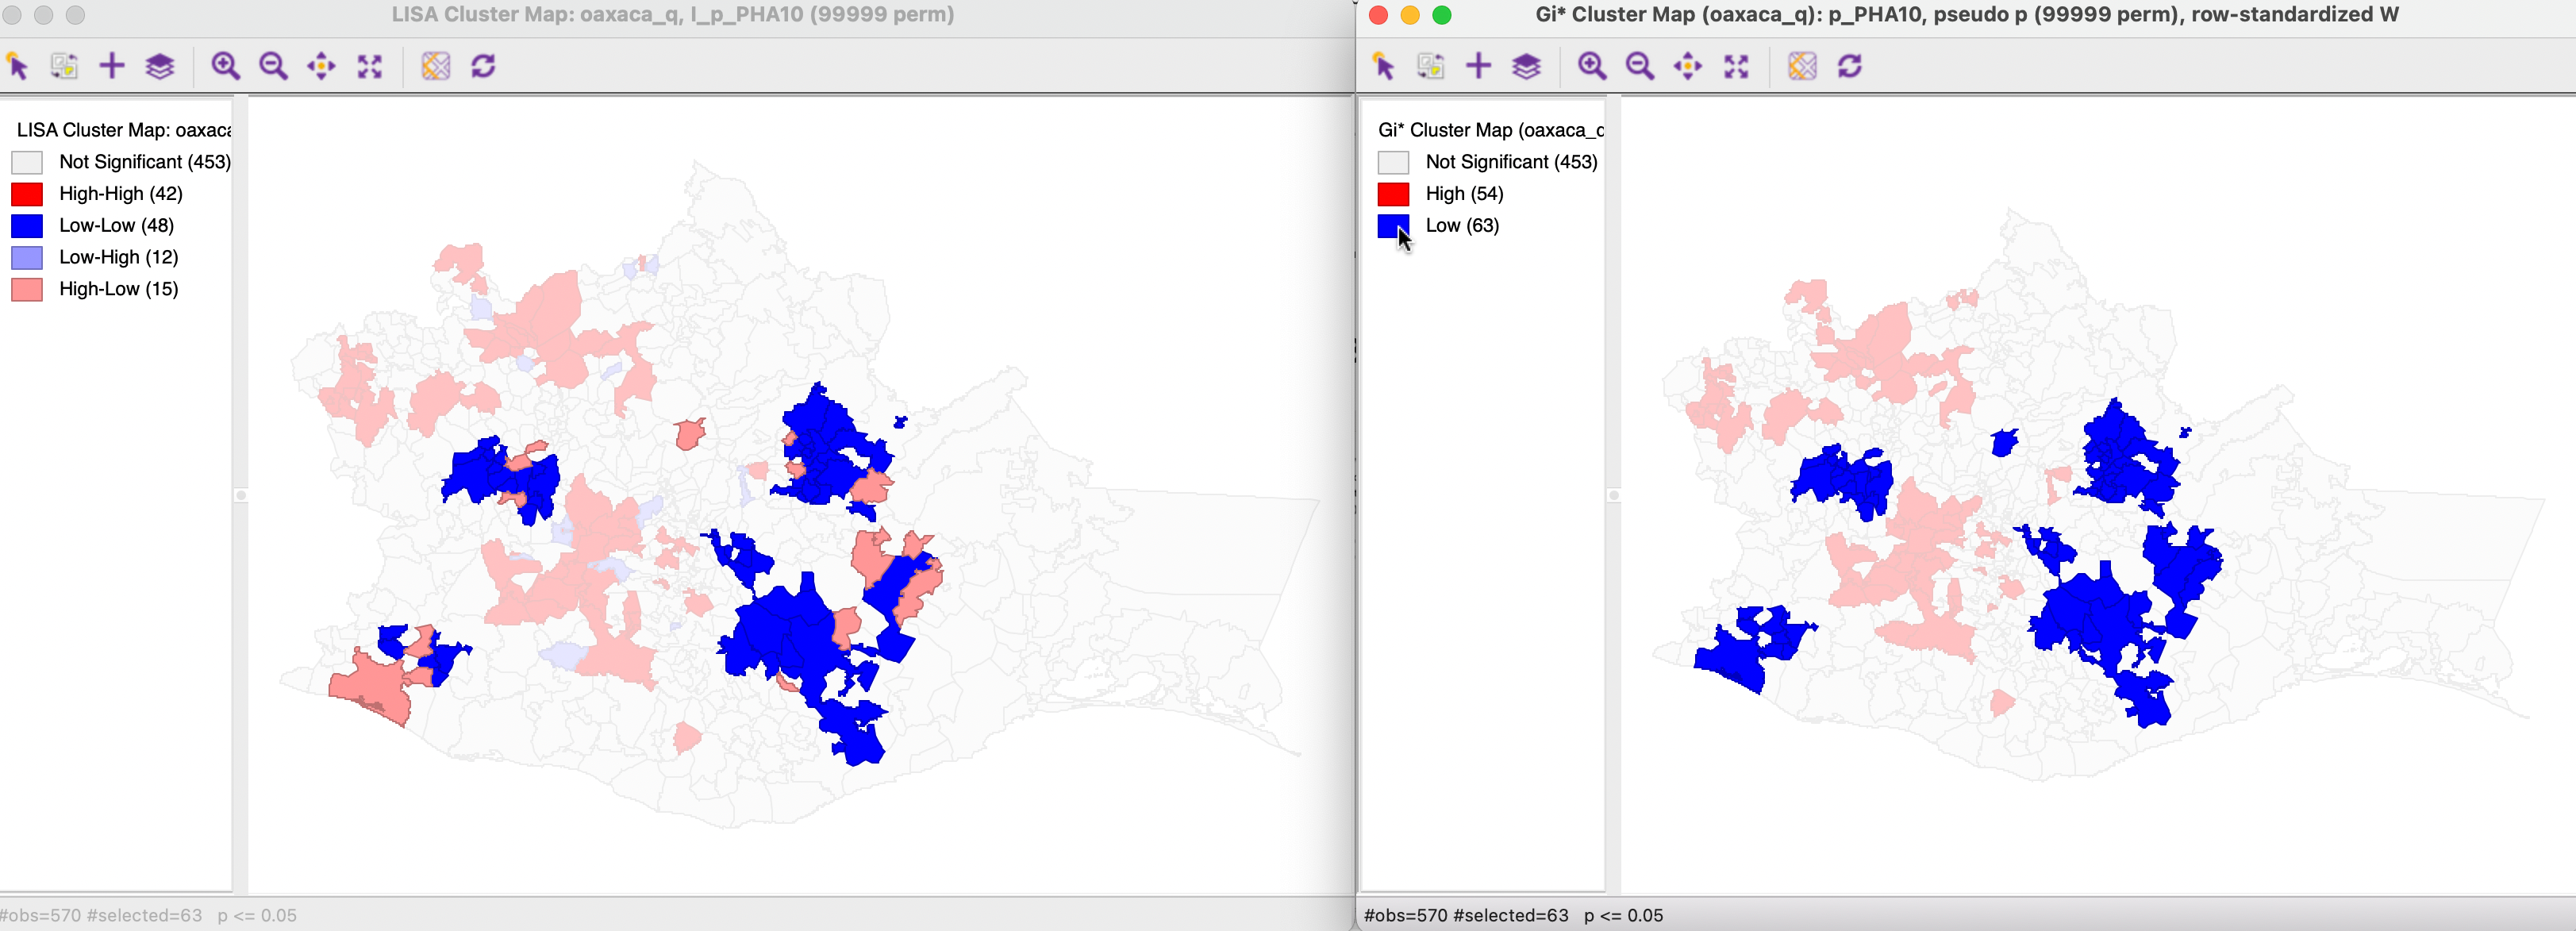 LISA Cluster Map: oaxaca_q, I_p_PHA10 (99999 perm)
LISA Cluster Map: oaxaca
Not Significant (453)
High-High (42)
Low-Low (48)
Low-High (12)
High-Low (15)
#obs=570 #selected=63 p <= 0.05
Gi* Cluster Map (oaxaca_q): p_PHA10, pseudo p (99999 perm), row-standardized W
Gi* Cluster Map (oaxaca_q
Not Significant (453)
High (54)
Low (63)
#obs=570 #selected=63 p <= 0.05